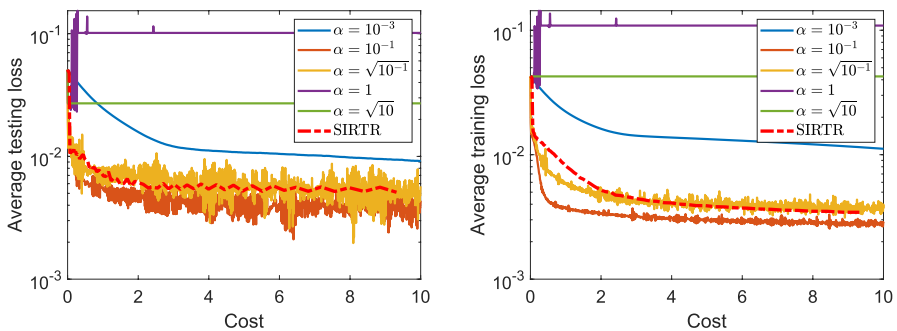 Average testing loss
10⁻¹
10⁻²
10⁻³
0 2 4 6 8 10
Cost
α = 10⁻³
α = 10⁻¹
α = √10⁻¹
α = 1
α = √10
SIRTR
Average training loss
10⁻¹
10⁻²
10⁻³
0 2 4 6 8 10
Cost
α = 10⁻³
α = 10⁻¹
α = √10⁻¹
α = 1
α = √10
SIRTR